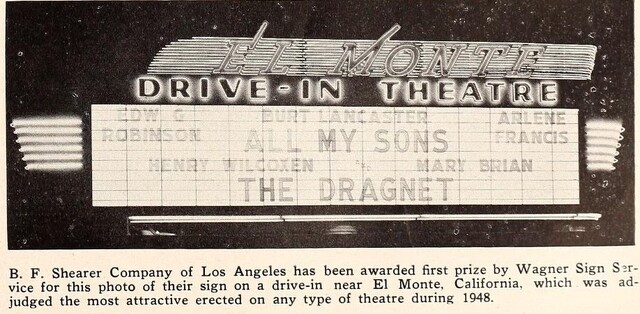 EL MONTE
DRIVE-IN THEATRE
EDW G BURT LANCASTER ARLENE
ROBINSON ALL MY SONS FRANCIS
HENRY WILCOXEN MARY BRIAN
THE DRAGNET
B. F. Shearer Company of Los Angeles has been awarded first prize by Wagner Sign Ser-
vice for this photo of their sign on a drive-in near El Monte, California, which was ad-
judged the most attractive erected on any type of theatre during 1948.